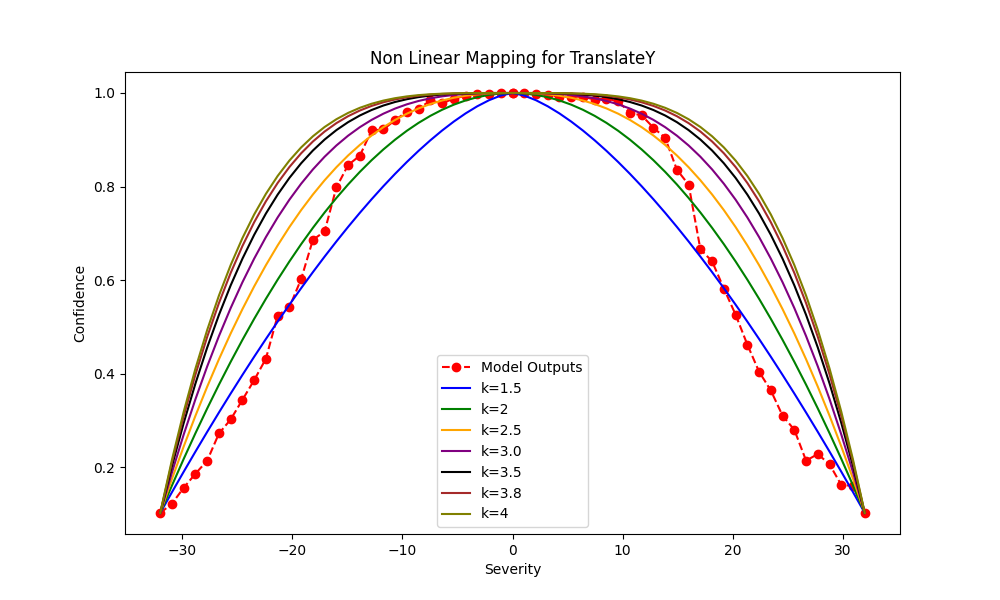 Non Linear Mapping for TranslateY
1.0
0.8
0.6
0.4
0.2
Confidence
Model Outputs
k=1.5
k=2
k=2.5
k=3.0
k=3.5
k=3.8
k=4
−30
−20
−10
0
10
20
30
Severity